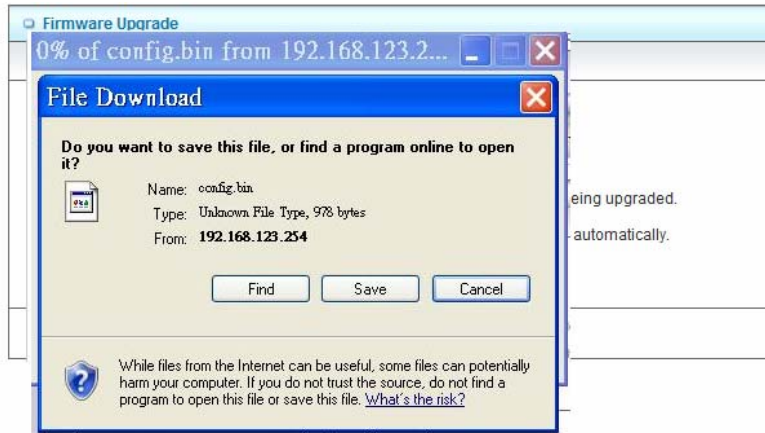 Firmware Upgrade
0% of config.bin from 192.168.123.2...
File Download
Do you want to save this file, or find a program online to open
it?
Name: config.bin
Type: Unknown File Type, 978 bytes
From: 192.168.123.254
eing upgraded.
automatically.
Find
Save
Cancel
While files from the Internet can be useful, some files can potentially
harm your computer. If you do not trust the source, do not find a
program to open this file or save this file. What's the risk?